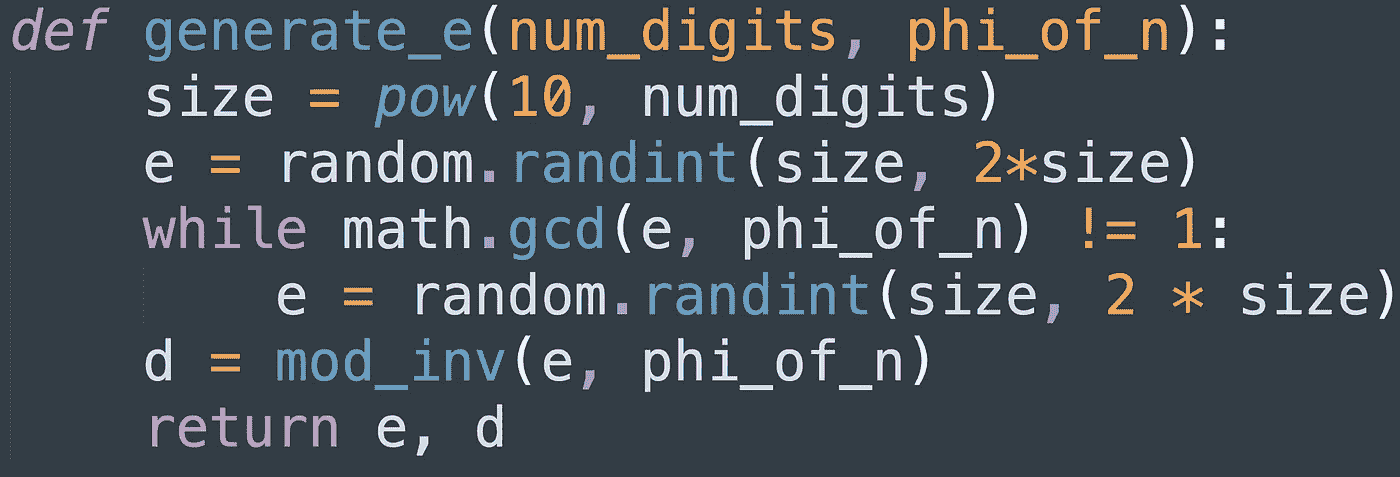 def generate_e(num_digits, phi_of_n):
    size = pow(10, num_digits)
    e = random.randint(size, 2*size)
    while math.gcd(e, phi_of_n) != 1:
        e = random.randint(size, 2 * size)
    d = mod_inv(e, phi_of_n)
    return e, d